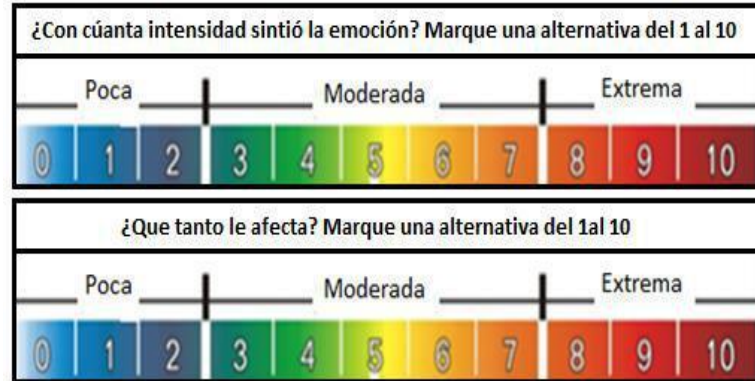 ¿Con cúanta intensidad sintió la emoción? Marque una alternativa del 1 al 10
Poca Moderada Extrema
0 1 2 3 4 5 6 7 8 9 10
¿Que tanto le afecta? Marque una alternativa del 1al 10
Poca Moderada Extrema
0 1 2 3 4 5 6 7 8 9 10